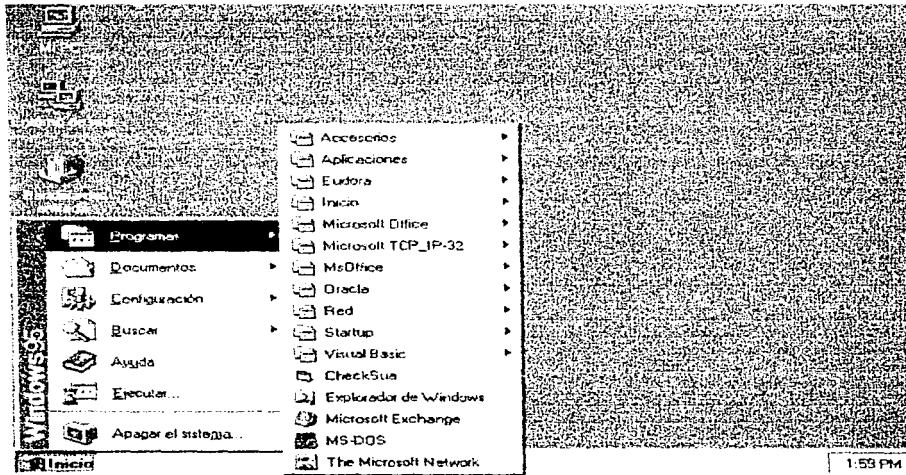 Accesorios
Aplicaciones
Eudora
Inicio
Microsoft Office
Microsoft TCP_IP-32
MsOffice
Oracle
Red
Startup
Visual Basic
CheckSua
Explorador de Windows
Microsoft Exchange
MS-DOS
The Microsoft Network
Programas
Documentos
Configuración
Buscar
Ayuda
Ejecutar...
Apagar el sistema...
Windows95
Inicio
1:53 PM